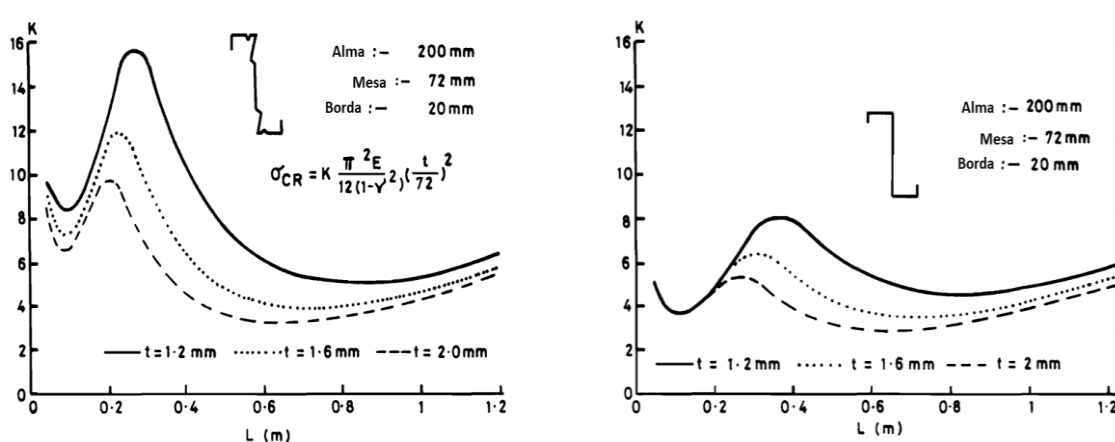 K
16
14
12
10
8
6
4
2
0
Alma :- 200 mm
Mesa :- 72 mm
Borda :- 20 mm
σCR = K π²E / 12(1-γ²) (t/72)²
t = 1·2 mm t = 1·6 mm t = 2·0 mm
0 0·2 0·4 0·6 0·8 1 1·2
L (m)
K
16
14
12
10
8
6
4
2
0
Alma :- 200 mm
Mesa :- 72 mm
Borda :- 20 mm
t = 1·2 mm t = 1·6 mm t = 2 mm
0 0·2 0·4 0·6 0·8 1 1·2
L (m)